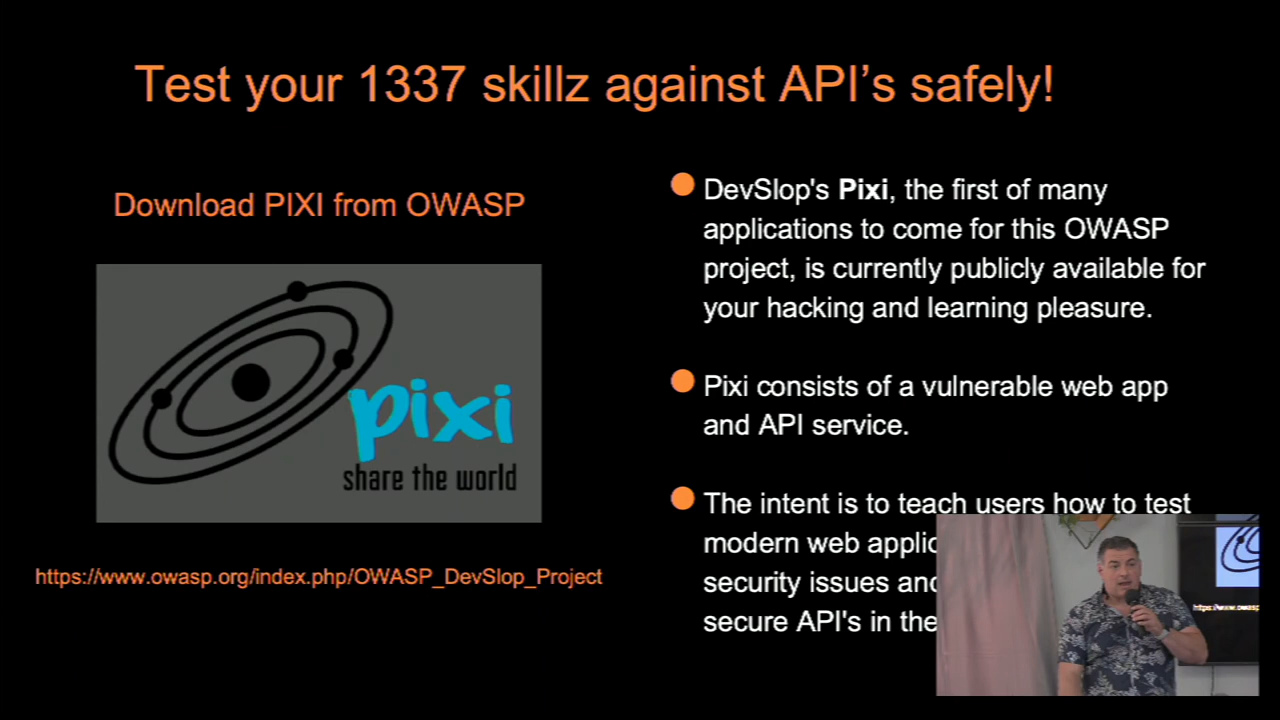 Test your 1337 skillz against API's safely!
Download PIXI from OWASP
pixi
share the world
https://www.owasp.org/index.php/OWASP_DevSlop_Project
DevSlop's Pixi, the first of many
applications to come for this OWASP
project, is currently publicly available for
your hacking and learning pleasure.
Pixi consists of a vulnerable web app
and API service.
The intent is to teach users how to test
modern web
security issues
secure API's in the
https://www.owasp